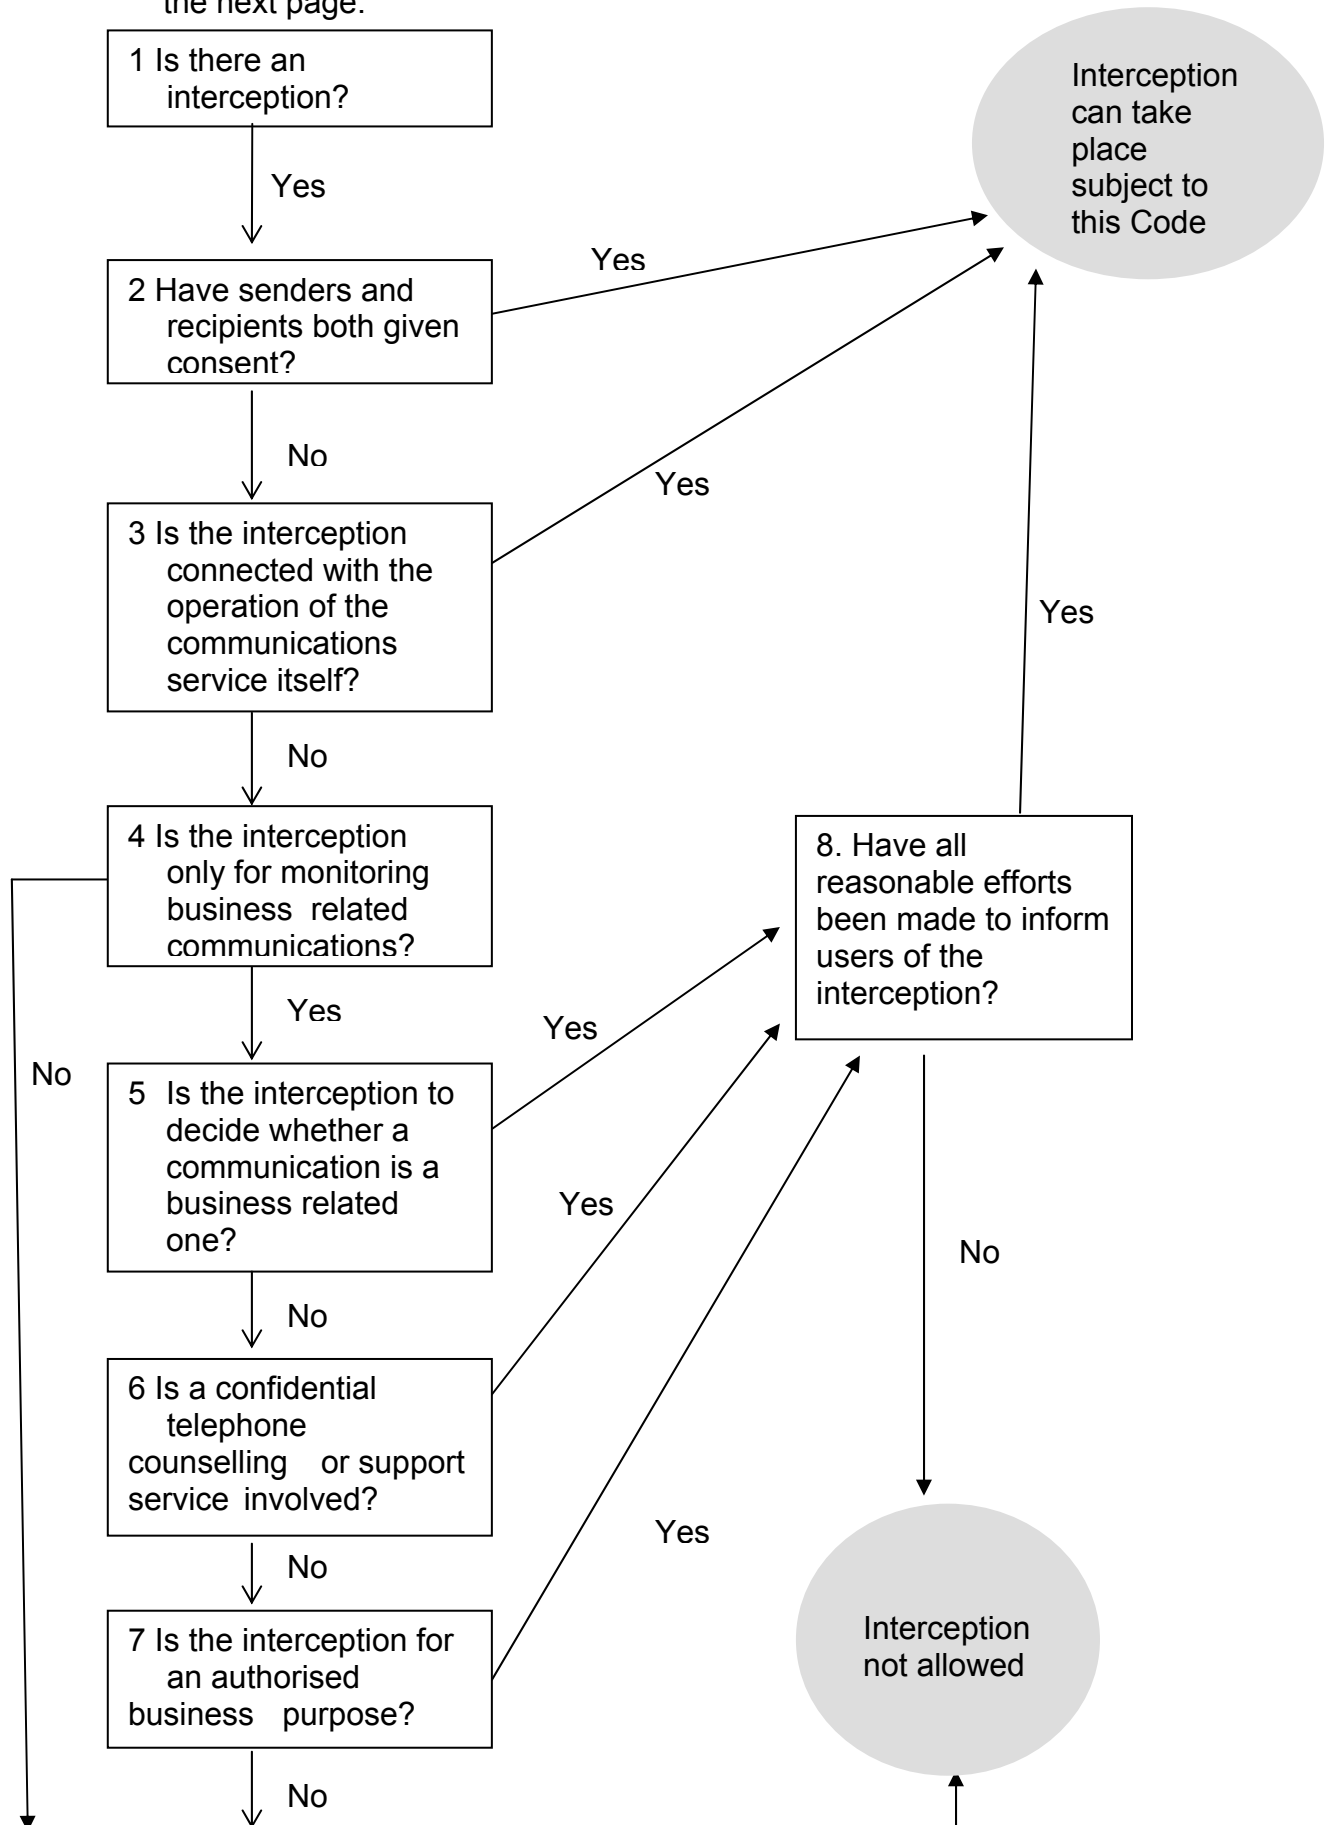 the next page.
1 Is there an
interception?
Yes
2 Have senders and
recipients both given
consent?
Yes
No
3 Is the interception
connected with the
operation of the
communications
service itself?
Yes
No
4 Is the interception
only for monitoring
business related
communications?
No
Yes
5 Is the interception to
decide whether a
communication is a
business related
one?
Yes
No
6 Is a confidential
telephone
counselling or support
service involved?
Yes
No
7 Is the interception for
an authorised
business purpose?
Yes
No
8. Have all
reasonable efforts
been made to inform
users of the
interception?
Yes
No
Interception
can take
place
subject to
this Code
Interception
not allowed